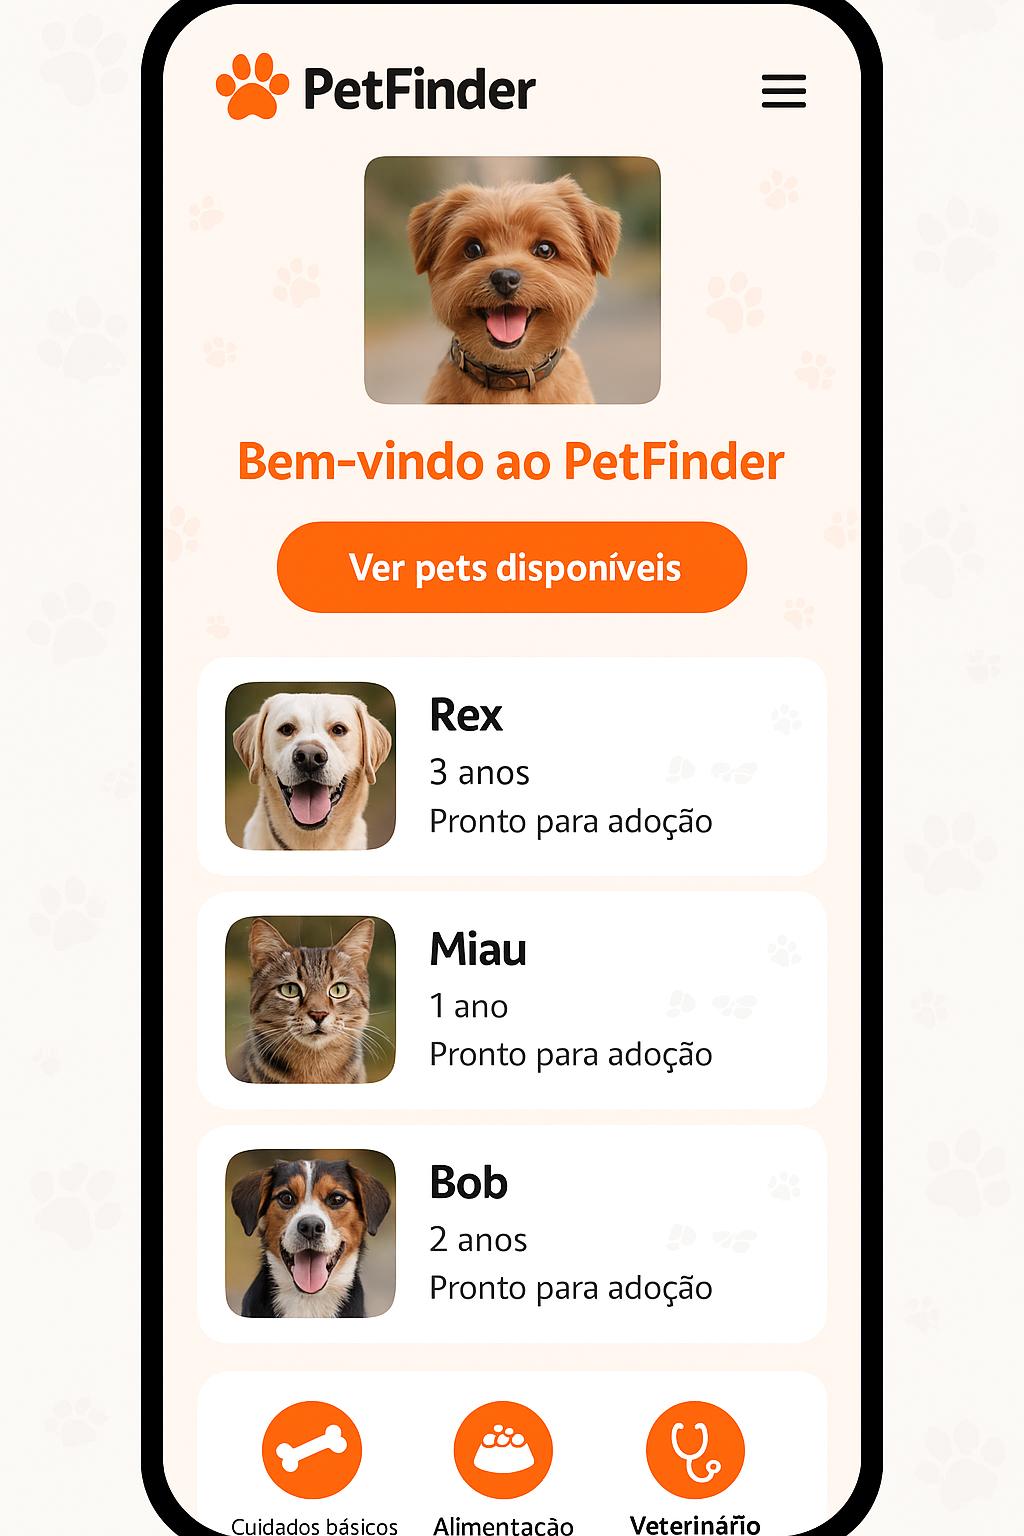 PetFinder
Bem-vindo ao PetFinder
Ver pets disponíveis
Rex
3 anos
Pronto para adoção
Miau
1 ano
Pronto para adoção
Bob
2 anos
Pronto para adoção
Cuidados básicos
Alimentação
Veterinário